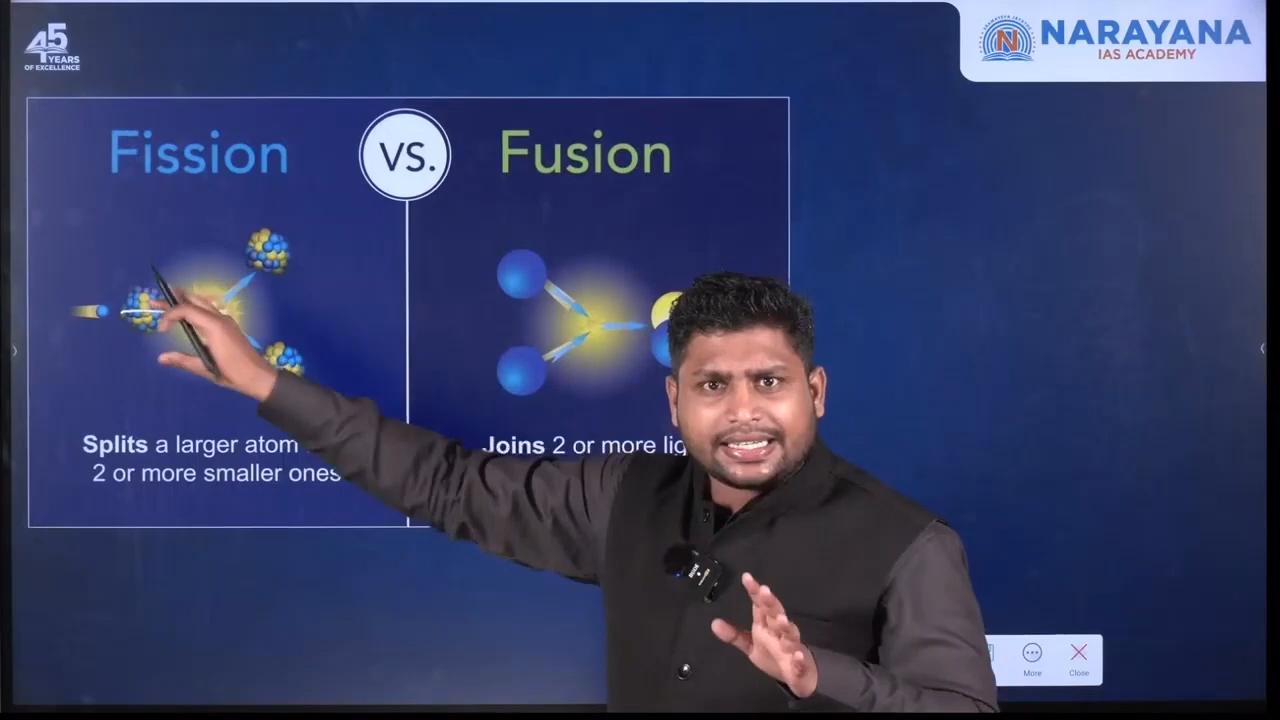 45
YEARS
OF EXCELLENCE
N
NARAYANA
IAS ACADEMY
Fission
VS.
Fusion
Splits a larger atom
2 or more smaller ones
Joins 2 or more
More
Close